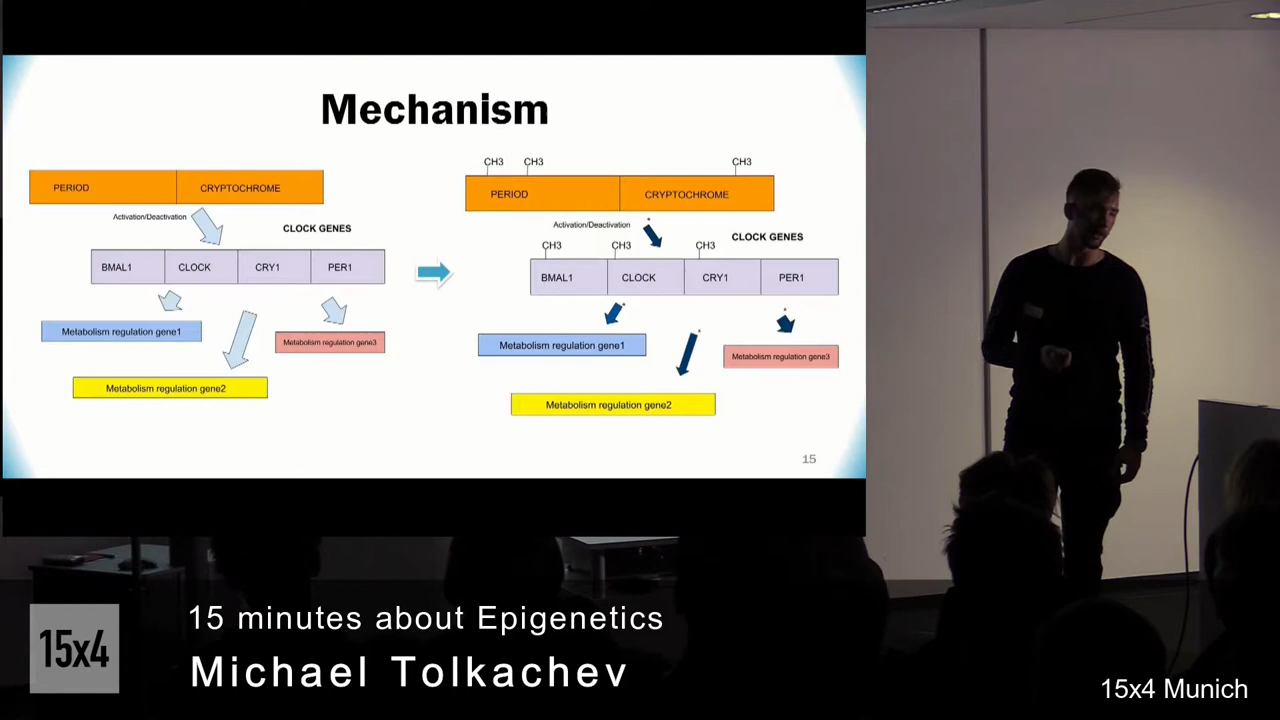 Mechanism
PERIOD
CRYPTOCHROME
Activation/Deactivation
CLOCK GENES
BMAL1
CLOCK
CRY1
PER1
Metabolism regulation gene1
Metabolism regulation gene3
Metabolism regulation gene2
CH3
CH3
CH3
PERIOD
CRYPTOCHROME
Activation/Deactivation
*
CLOCK GENES
CH3
CH3
CH3
BMAL1
CLOCK
CRY1
PER1
*
*
*
Metabolism regulation gene1
Metabolism regulation gene3
Metabolism regulation gene2
15
15x4
15 minutes about Epigenetics
Michael Tolkachev
15x4 Munich